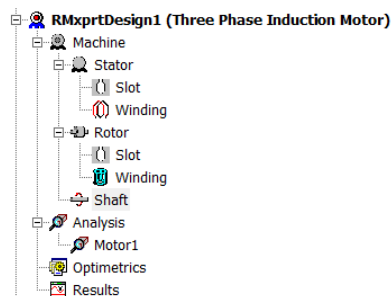 RMxprtDesign1 (Three Phase Induction Motor)
Machine
Stator
Slot
Winding
Rotor
Slot
Winding
Shaft
Analysis
Motor1
Optimetrics
Results